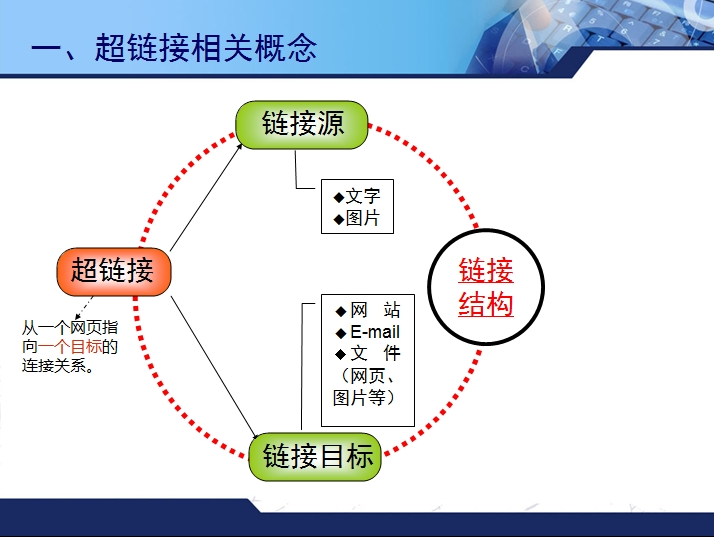 一、超链接相关概念
链接源
◆文字
◆图片
超链接
从一个网页指
向一个目标的
连接关系。
链接
结构
◆网 站
◆E-mail
◆文 件
（网页、
图片等）
链接目标